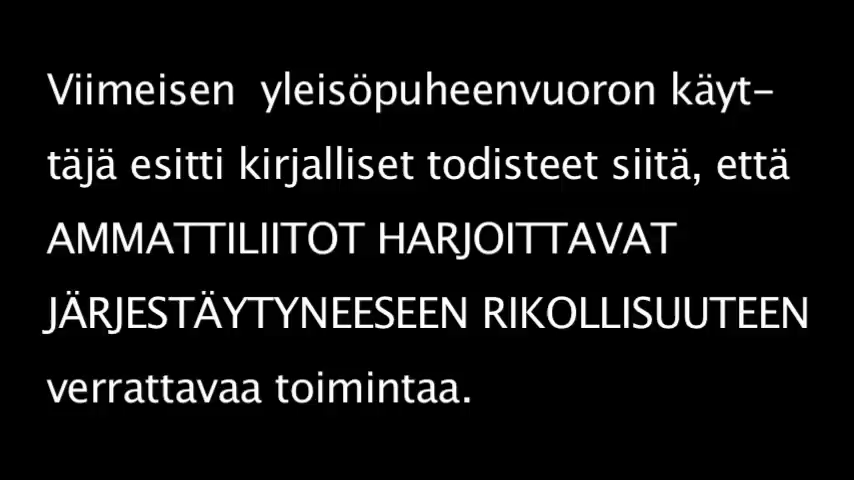 Viimeisen yleisöpuheenvuoron käyt-
täjä esitti kirjalliset todisteet siitä, että
AMMATTILIITOT HARJOITTAVAT
JÄRJESTÄYTYNEESEEN RIKOLLISUUTEEN
verrattavaa toimintaa.